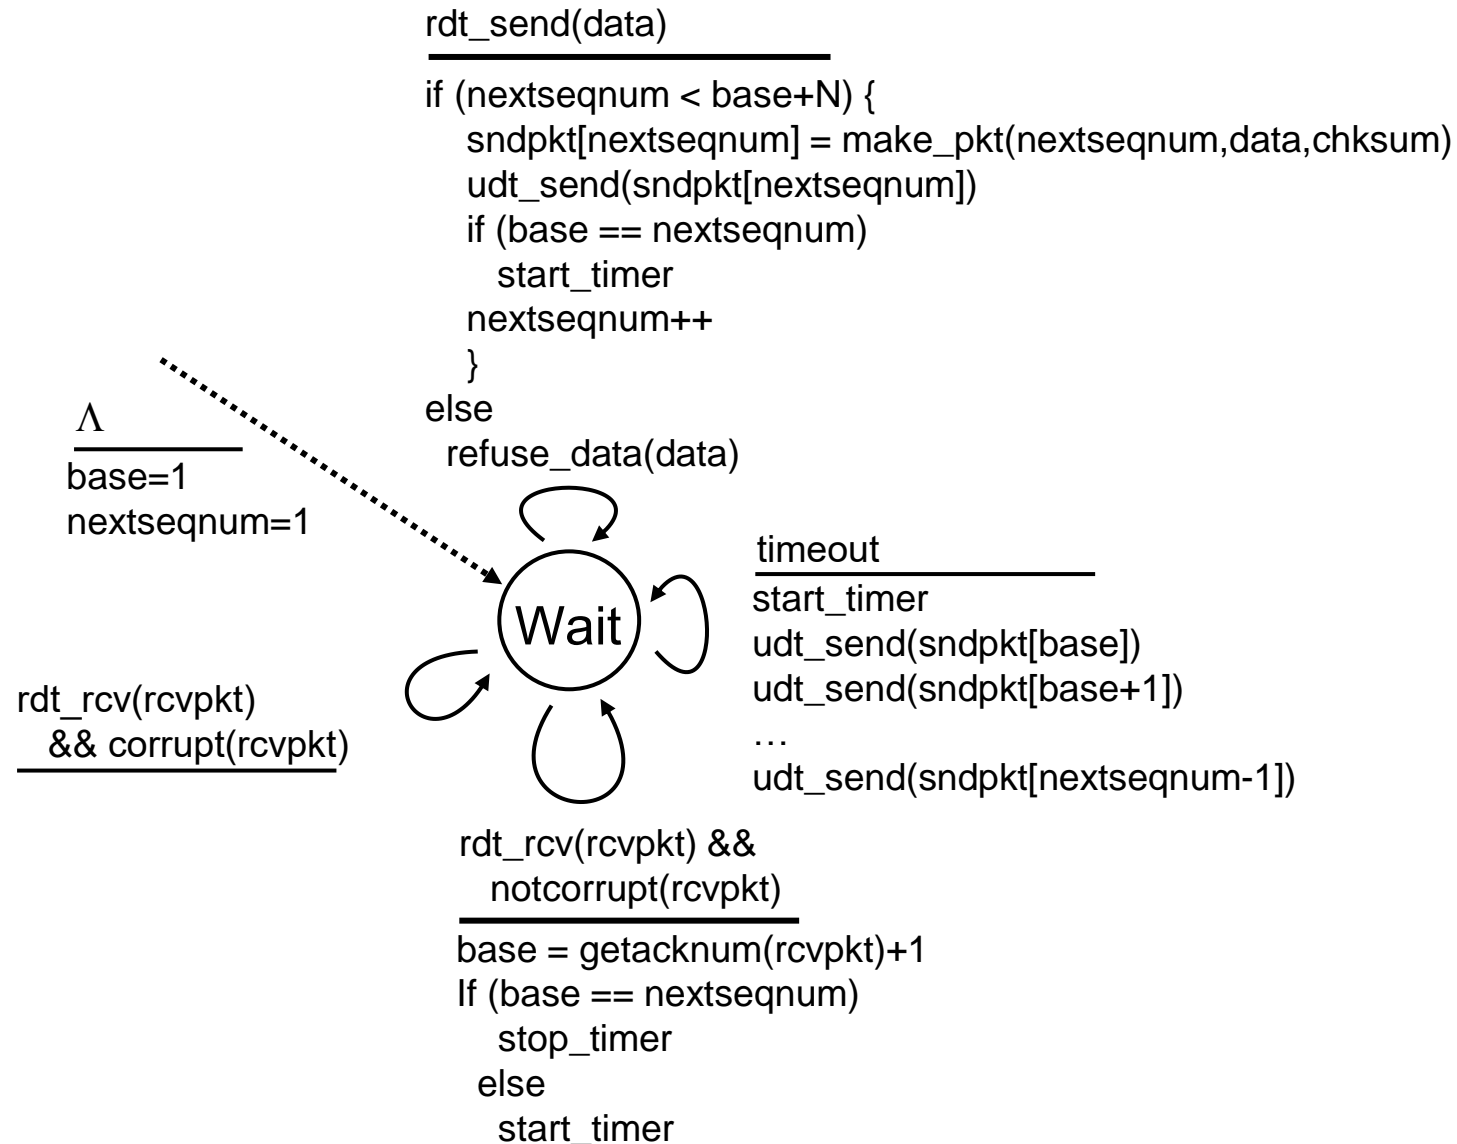 rdt_send(data)
if (nextseqnum < base+N) {
sndpkt[nextseqnum] = make_pkt(nextseqnum,data,chksum)
udt_send(sndpkt[nextseqnum])
if (base == nextseqnum)
start_timer
nextseqnum++
}
else
refuse_data(data)
Λ
base=1
nextseqnum=1
Wait
timeout
start_timer
udt_send(sndpkt[base])
udt_send(sndpkt[base+1])
…
udt_send(sndpkt[nextseqnum-1])
rdt_rcv(rcvpkt)
&& corrupt(rcvpkt)
rdt_rcv(rcvpkt) &&
notcorrupt(rcvpkt)
base = getacknum(rcvpkt)+1
If (base == nextseqnum)
stop_timer
else
start_timer